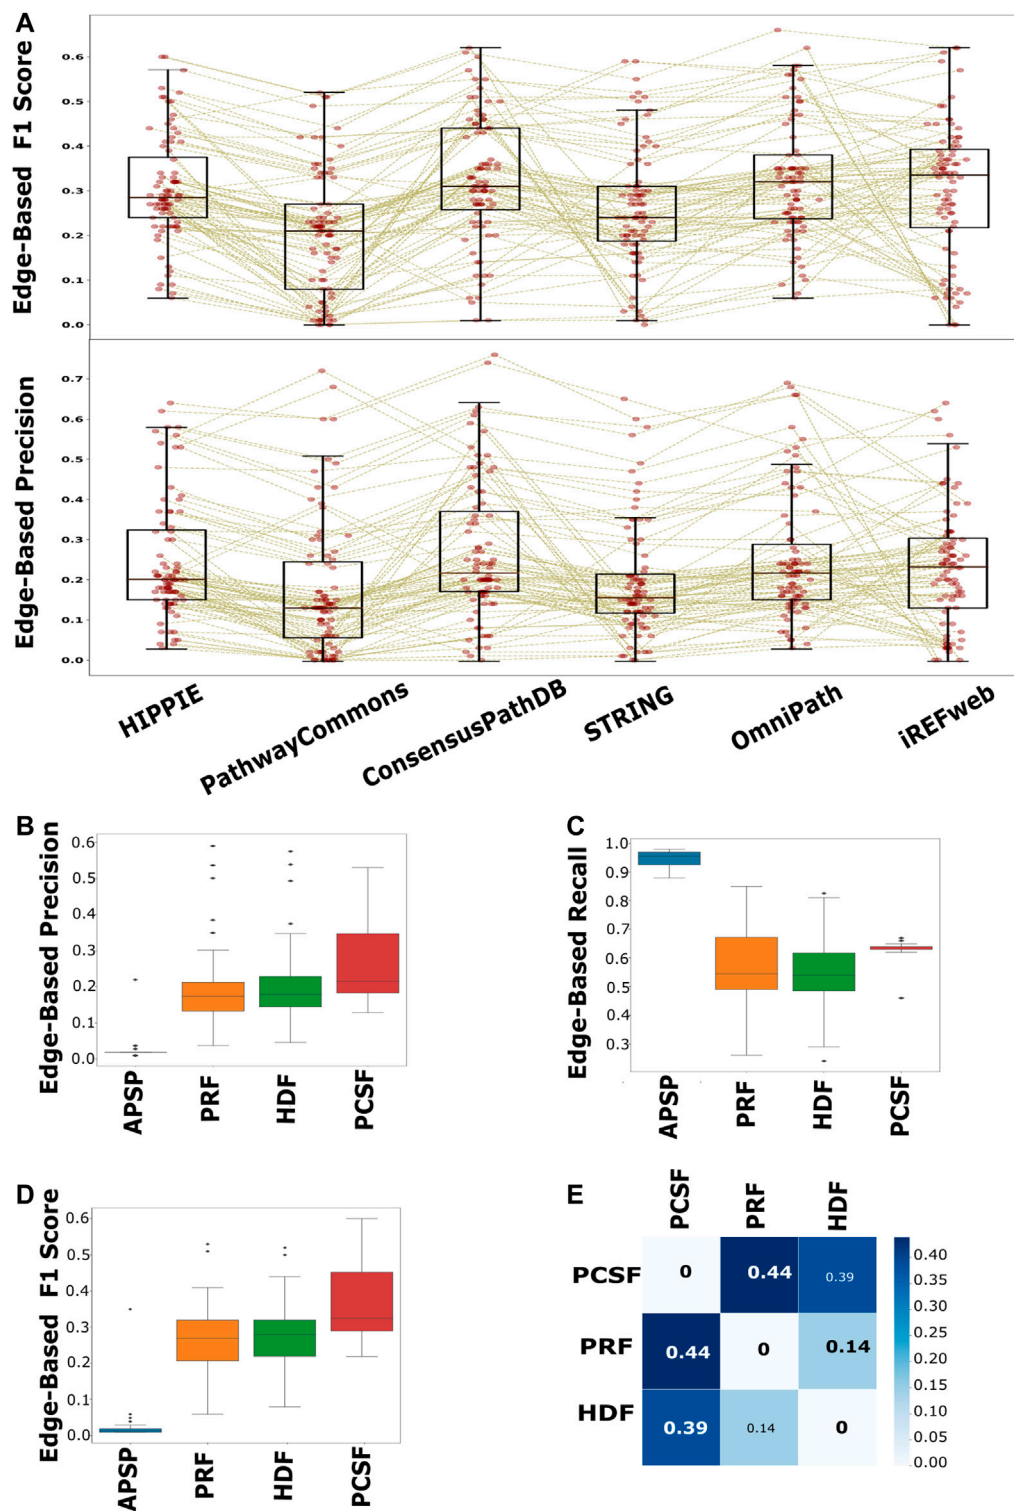 A
Edge-Based F1 Score
0.6
0.5
0.4
0.3
0.2
0.1
0.0
Edge-Based Precision
0.7
0.6
0.5
0.4
0.3
0.2
0.1
0.0
HIPPIE
PathwayCommons
ConsensusPathDB
STRING
OmniPath
iREFweb
B
Edge-Based Precision
0.6
0.5
0.4
0.3
0.2
0.1
0.0
APSP
PRF
HDF
PCSF
C
Edge-Based Recall
1.0
0.9
0.8
0.7
0.6
0.5
0.4
0.3
APSP
PRF
HDF
PCSF
D
Edge-Based F1 Score
0.6
0.5
0.4
0.3
0.2
0.1
0.0
APSP
PRF
HDF
PCSF
E
PCSF PRF HDF
PCSF 0 0.44 0.39
PRF 0.44 0 0.14
HDF 0.39 0.14 0
0.40
0.35
0.30
0.25
0.20
0.15
0.10
0.05
0.00